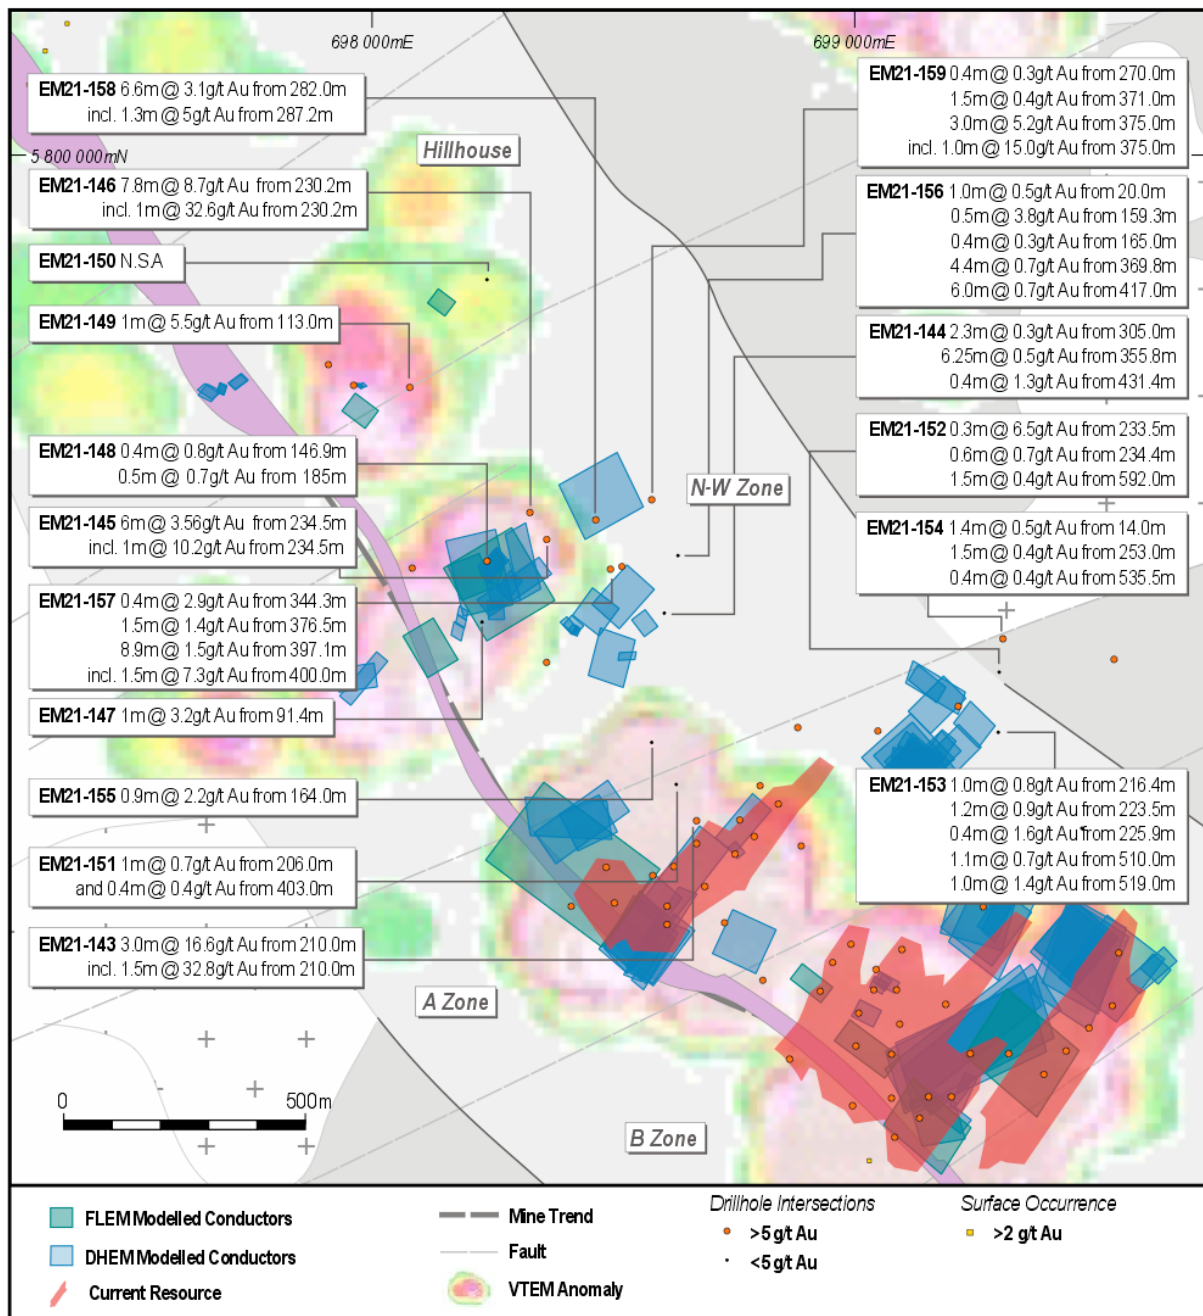 698 000mE
699 000mE
5 800 000mN
EM21-158 6.6m @ 3.1g/t Au from 282.0m
incl. 1.3m @ 5g/t Au from 287.2m
Hillhouse
EM21-146 7.8m @ 8.7g/t Au from 230.2m
incl. 1m @ 32.6g/t Au from 230.2m
EM21-150 N.S.A
EM21-149 1m @ 5.5g/t Au from 113.0m
EM21-148 0.4m @ 0.8g/t Au from 146.9m
0.5m @ 0.7g/t Au from 185m
EM21-145 6m @ 3.56g/t Au from 234.5m
incl. 1m @ 10.2g/t Au from 234.5m
EM21-157 0.4m @ 2.9g/t Au from 344.3m
1.5m @ 1.4g/t Au from 376.5m
8.9m @ 1.5g/t Au from 397.1m
incl. 1.5m @ 7.3g/t Au from 400.0m
EM21-147 1m @ 3.2g/t Au from 91.4m
EM21-155 0.9m @ 2.2g/t Au from 164.0m
EM21-151 1m @ 0.7g/t Au from 206.0m
and 0.4m @ 0.4g/t Au from 403.0m
EM21-143 3.0m @ 16.6g/t Au from 210.0m
incl. 1.5m @ 32.8g/t Au from 210.0m
EM21-159 0.4m @ 0.3g/t Au from 270.0m
1.5m @ 0.4g/t Au from 371.0m
3.0m @ 5.2g/t Au from 375.0m
incl. 1.0m @ 15.0g/t Au from 375.0m
EM21-156 1.0m @ 0.5g/t Au from 20.0m
0.5m @ 3.8g/t Au from 159.3m
0.4m @ 0.3g/t Au from 165.0m
4.4m @ 0.7g/t Au from 369.8m
6.0m @ 0.7g/t Au from 417.0m
EM21-144 2.3m @ 0.3g/t Au from 305.0m
6.25m @ 0.5g/t Au from 355.8m
0.4m @ 1.3g/t Au from 431.4m
EM21-152 0.3m @ 6.5g/t Au from 233.5m
0.6m @ 0.7g/t Au from 234.4m
1.5m @ 0.4g/t Au from 592.0m
N-W Zone
EM21-154 1.4m @ 0.5g/t Au from 14.0m
1.5m @ 0.4g/t Au from 253.0m
0.4m @ 0.4g/t Au from 535.5m
EM21-153 1.0m @ 0.8g/t Au from 216.4m
1.2m @ 0.9g/t Au from 223.5m
0.4m @ 1.6g/t Au from 225.9m
1.1m @ 0.7g/t Au from 510.0m
1.0m @ 1.4g/t Au from 519.0m
A Zone
B Zone
0 500m
FLEM Modelled Conductors
DHEM Modelled Conductors
Current Resource
Mine Trend
Fault
VTEM Anomaly
Drillhole Intersections
>5 g/t Au
<5 g/t Au
Surface Occurrence
>2 g/t Au